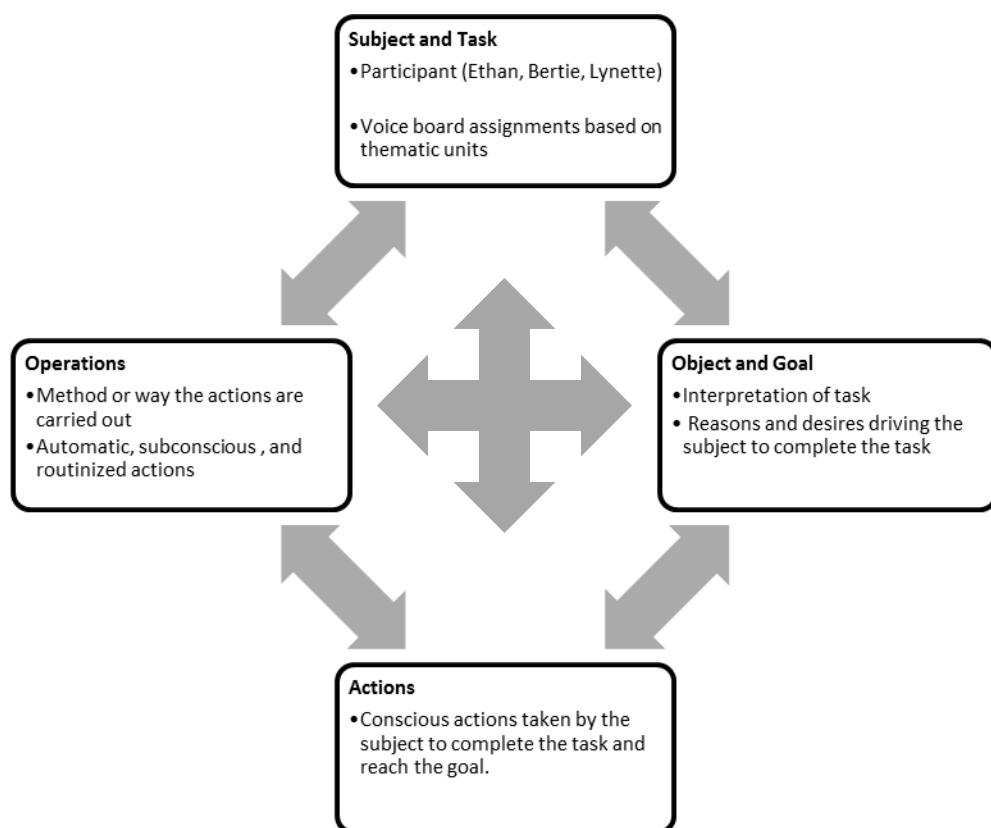 Subject and Task
•Participant (Ethan, Bertie, Lynette)
•Voice board assignments based on
thematic units
Operations
•Method or way the actions are
carried out
•Automatic, subconscious , and
routinized actions
Object and Goal
•Interpretation of task
• Reasons and desires driving the
subject to complete the task
Actions
•Conscious actions taken by the
subject to complete the task and
reach the goal.